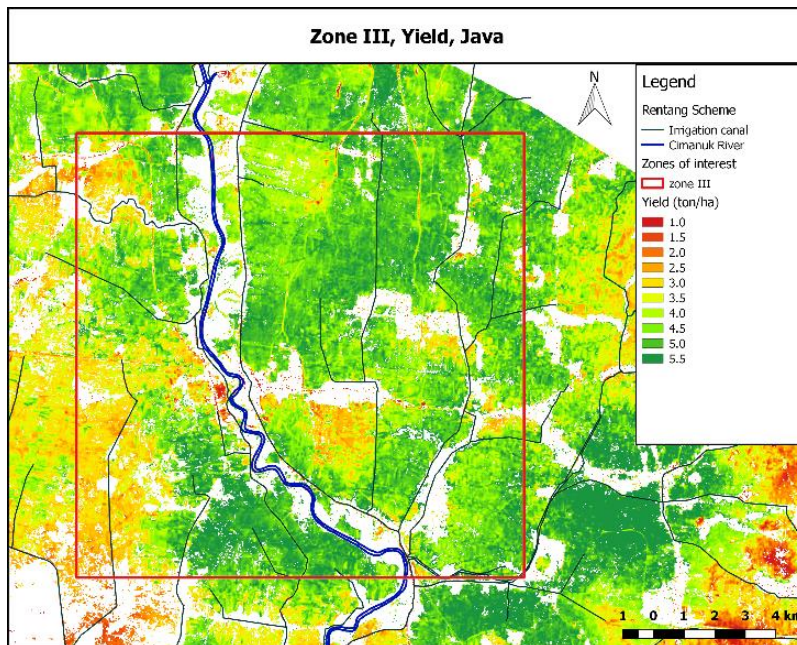 Zone III, Yield, Java
N
Legend
Rentang Scheme
Irrigation canal
Cimanuk River
Zones of interest
zone III
Yield (ton/ha)
1.0
1.5
2.0
2.5
3.0
3.5
4.0
4.5
5.0
5.5
1 0 1 2 3 4 km